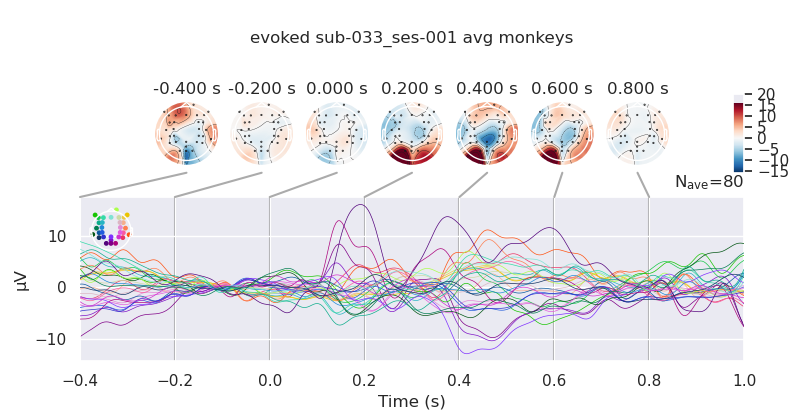 evoked sub-033_ses-001 avg monkeys
-0.400 s -0.200 s 0.000 s 0.200 s 0.400 s 0.600 s 0.800 s
20
15
10
5
0
−5
−10
−15
Nave=80
10
0
−10
µV
−0.4 −0.2 0.0 0.2 0.4 0.6 0.8 1.0
Time (s)